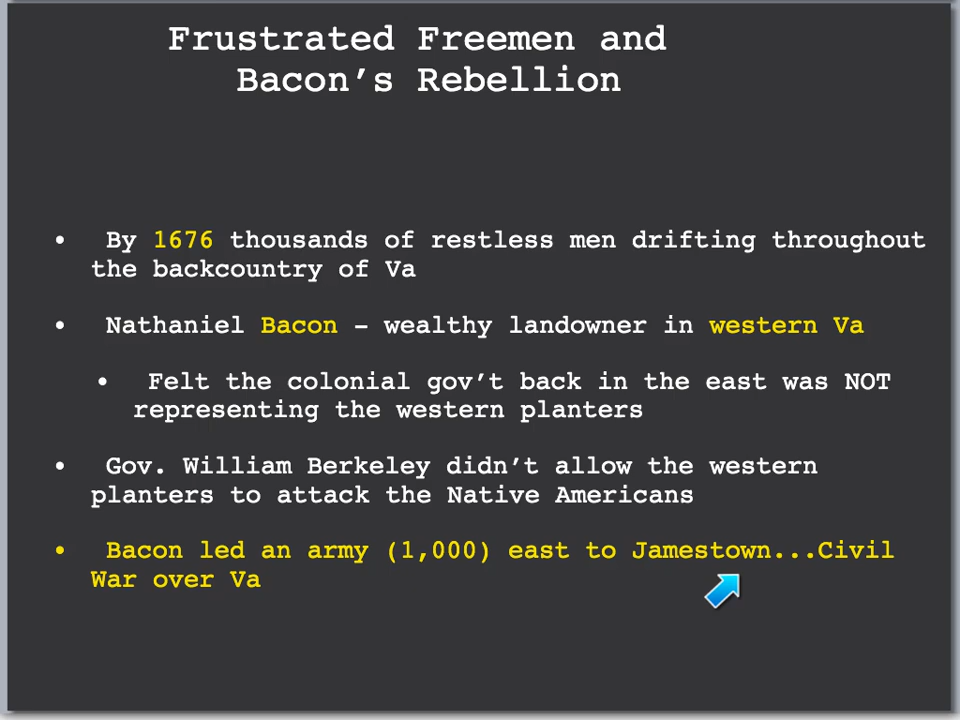 Frustrated Freemen and
Bacon's Rebellion
• By 1676 thousands of restless men drifting throughout
the backcountry of Va
• Nathaniel Bacon – wealthy landowner in western Va
• Felt the colonial gov't back in the east was NOT
representing the western planters
• Gov. William Berkeley didn't allow the western
planters to attack the Native Americans
• Bacon led an army (1,000) east to Jamestown...Civil
War over Va